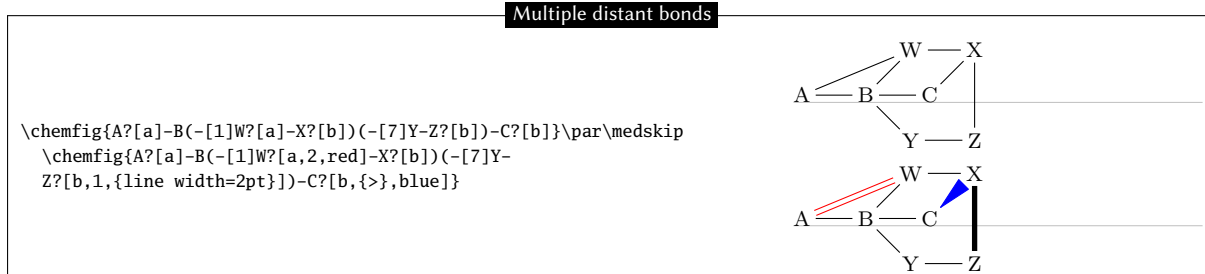 Multiple distant bonds
\chemfig{A?[a]-B(-[1]W?[a]-X?[b])(-[7]Y-Z?[b])-C?[b]}\par\medskip
\chemfig{A?[a]-B(-[1]W?[a,2,red]-X?[b])(-[7]Y-
Z?[b,1,{line width=2pt}])-C?[b,{>},blue]}
W X
A B C
Y Z
W X
A B C
Y Z